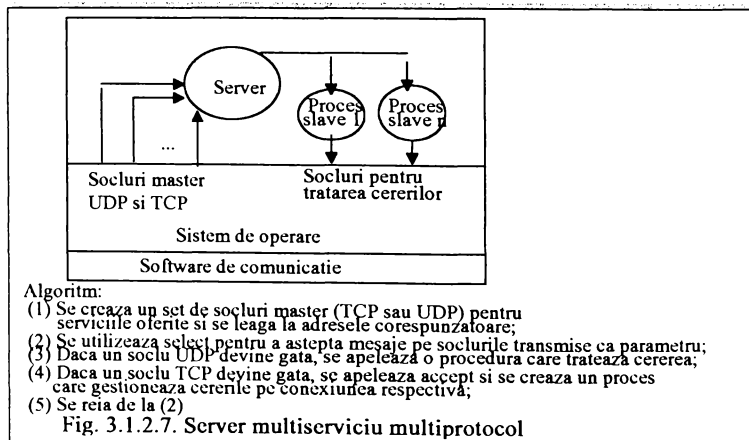 Server
Proces
slave 1
Proces
slave n
...
Socluri master
UDP si TCP
Socluri pentru
tratarea cererilor
Sistem de operare
Software de comunicatie
Algoritm:
(1) Se creaza un set de socluri master (TCP sau UDP) pentru
serviciile oferite si se leaga la adresele corespunzatoare;
(2) Se utilizeaza select pentru a astepta mesaje pe soclurile transmise ca parametru;
(3) Daca un soclu UDP devine gata, se apeleaza o procedura care trateaza cererea;
(4) Daca un soclu TCP devine gata, se apeleaza accept si se creaza un proces
care gestioneaza cererile pe conexiunea respectiva;
(5) Se reia de la (2)
Fig. 3.1.2.7. Server multiserviciu multiprotocol